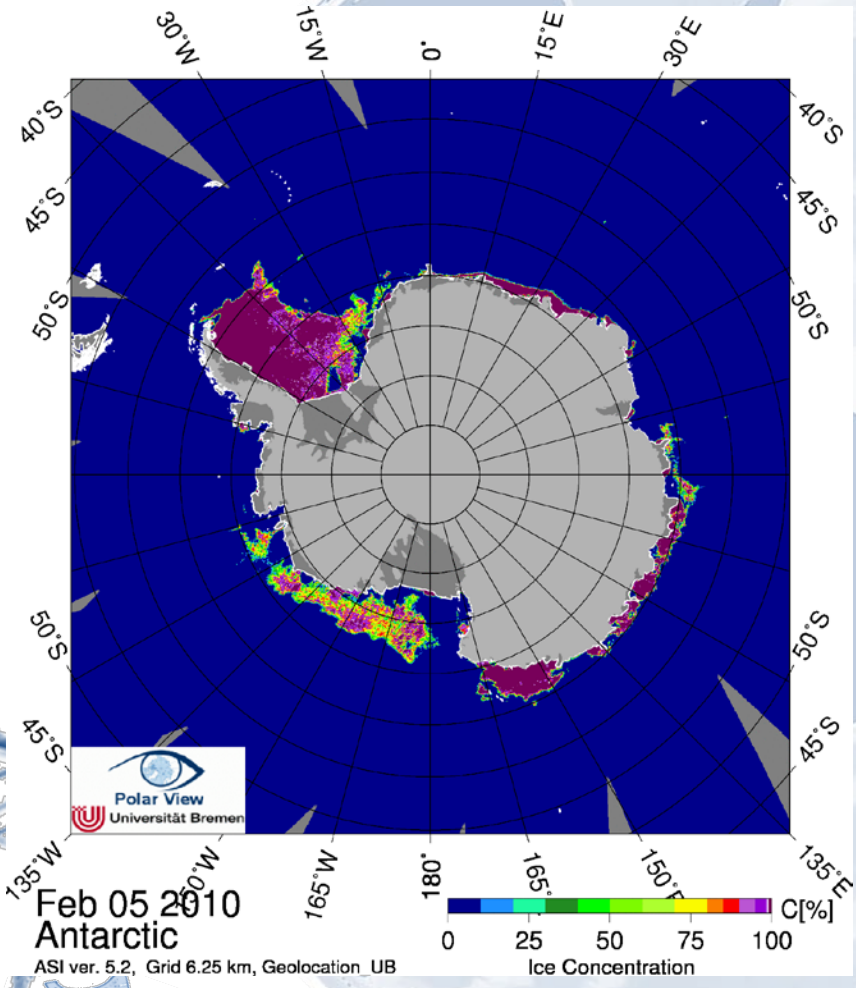 30°W 15°W 0° 15°E 30°E
40°S 40°S
45°S 45°S
50°S 50°S
50°S 50°S
45°S 45°S
135°W 165°W 180° 165° 150°E 135°E
Polar View
Universität Bremen
Feb 05 2010
Antarctic
ASI ver. 5.2, Grid 6.25 km, Geolocation_UB
C[%]
0 25 50 75 100
Ice Concentration